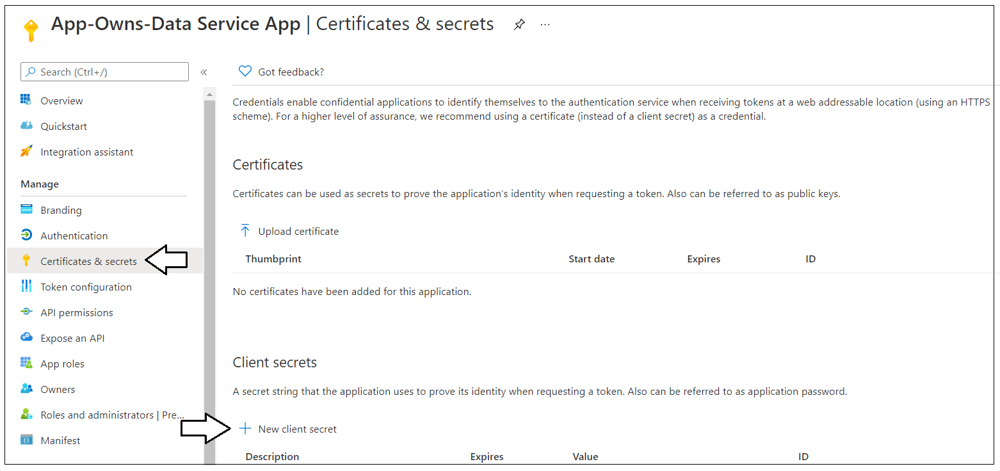 App-Owns-Data Service App | Certificates & secrets ...
Search (Ctrl+/)
«
Overview
Quickstart
Integration assistant
Manage
Branding
Authentication
Certificates & secrets
Token configuration
API permissions
Expose an API
App roles
Owners
Roles and administrators | Pre...
Manifest
Got feedback?
Credentials enable confidential applications to identify themselves to the authentication service when receiving tokens at a web addressable location (using an HTTPS
scheme). For a higher level of assurance, we recommend using a certificate (instead of a client secret) as a credential.
Certificates
Certificates can be used as secrets to prove the application's identity when requesting a token. Also can be referred to as public keys.
Upload certificate
Thumbprint Start date Expires ID
No certificates have been added for this application.
Client secrets
A secret string that the application uses to prove its identity when requesting a token. Also can be referred to as application password.
New client secret
Description Expires Value ID